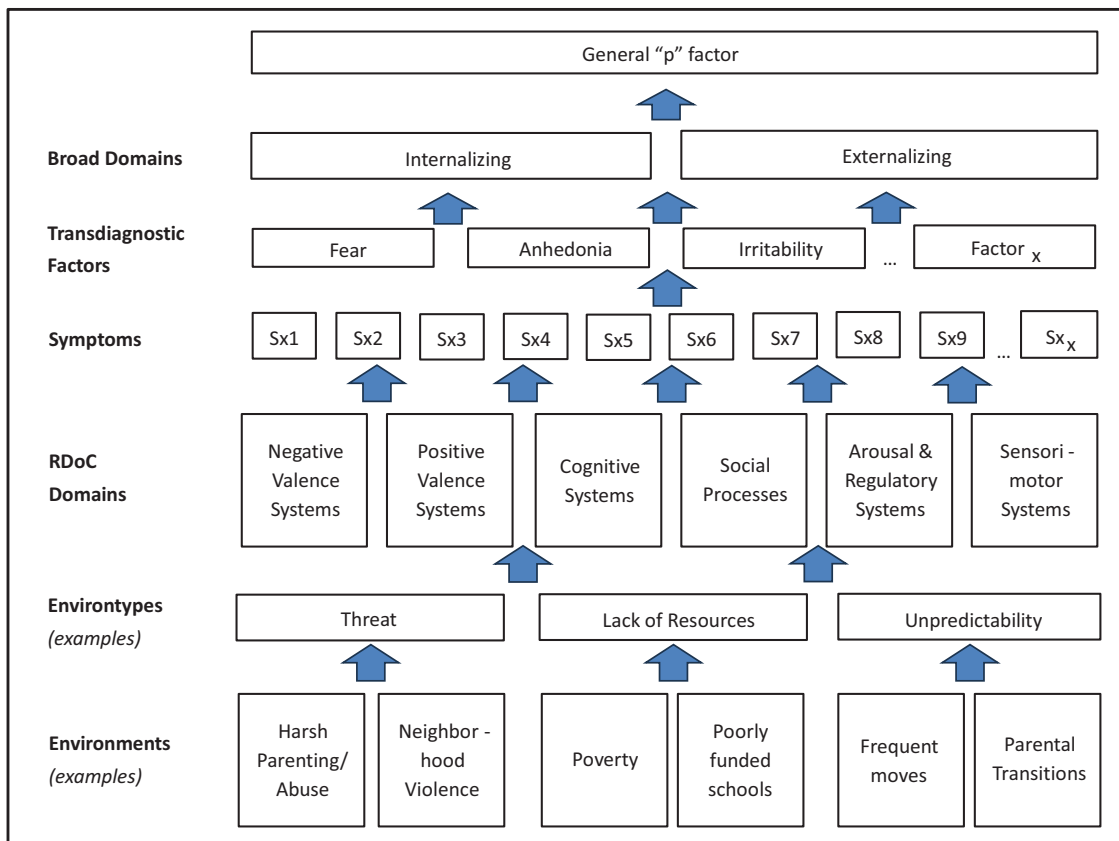 General “p” factor
Broad Domains
Internalizing
Externalizing
Transdiagnostic
Factors
Fear
Anhedonia
Irritability
...
Factor x
Symptoms
Sx1
Sx2
Sx3
Sx4
Sx5
Sx6
Sx7
Sx8
Sx9
...
Sxx
RDoC
Domains
Negative
Valence
Systems
Positive
Valence
Systems
Cognitive
Systems
Social
Processes
Arousal &
Regulatory
Systems
Sensori -
motor
Systems
Environtypes
(examples)
Threat
Lack of Resources
Unpredictability
Environments
(examples)
Harsh
Parenting/
Abuse
Neighbor -
hood
Violence
Poverty
Poorly
funded
schools
Frequent
moves
Parental
Transitions